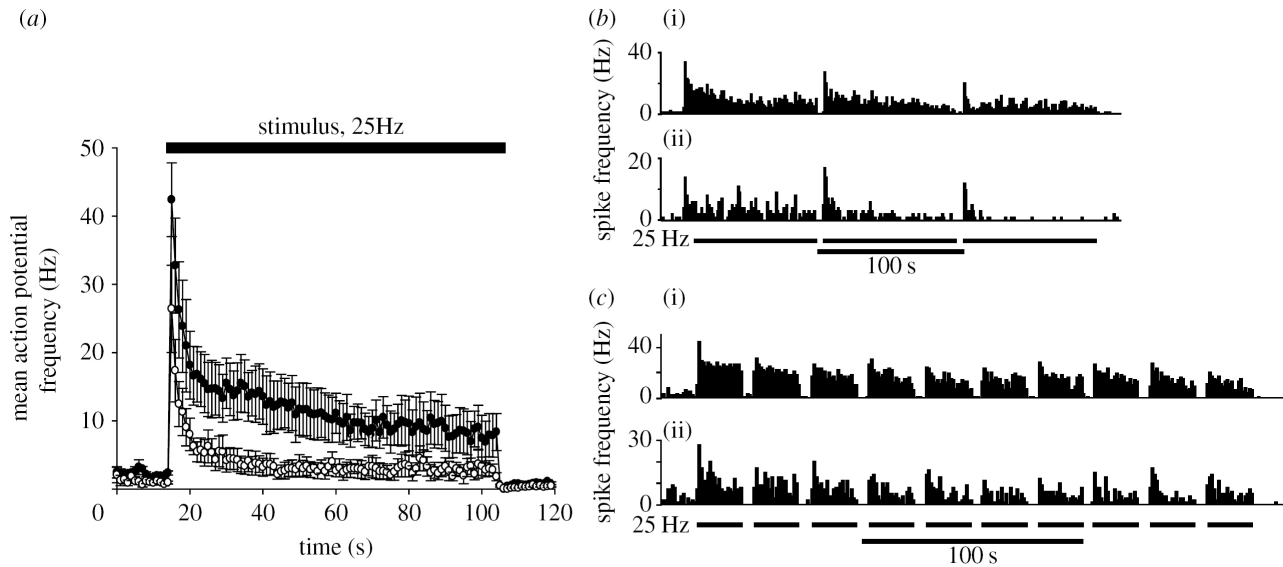 (a)
stimulus, 25Hz
mean action potential
frequency (Hz)
50
40
30
20
10
0 20 40 60 80 100 120
time (s)
(b) (i)
spike frequency (Hz)
40
0
(ii)
20
0
25 Hz
100 s
(c) (i)
spike frequency (Hz)
40
0
(ii)
30
0
25 Hz
100 s